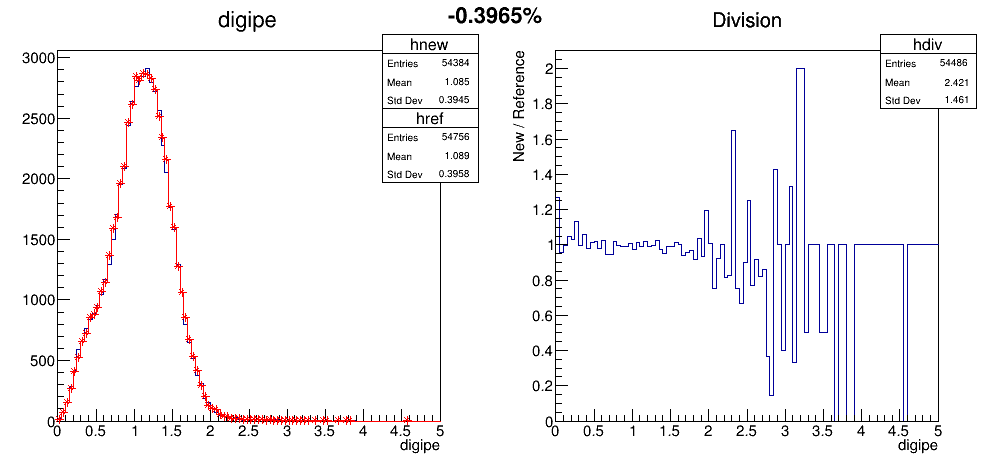 -0.3965%
digipe
hnew
Entries 54384
Mean 1.085
Std Dev 0.3945
href
Entries 54756
Mean 1.089
Std Dev 0.3958
3000
2500
2000
1500
1000
500
0
0 0.5 1 1.5 2 2.5 3 3.5 4 4.5 5
digipe
Division
hdiv
Entries 54486
Mean 2.421
Std Dev 1.461
New / Reference
2
1.8
1.6
1.4
1.2
1
0.8
0.6
0.4
0.2
0
0 0.5 1 1.5 2 2.5 3 3.5 4 4.5 5
digipe